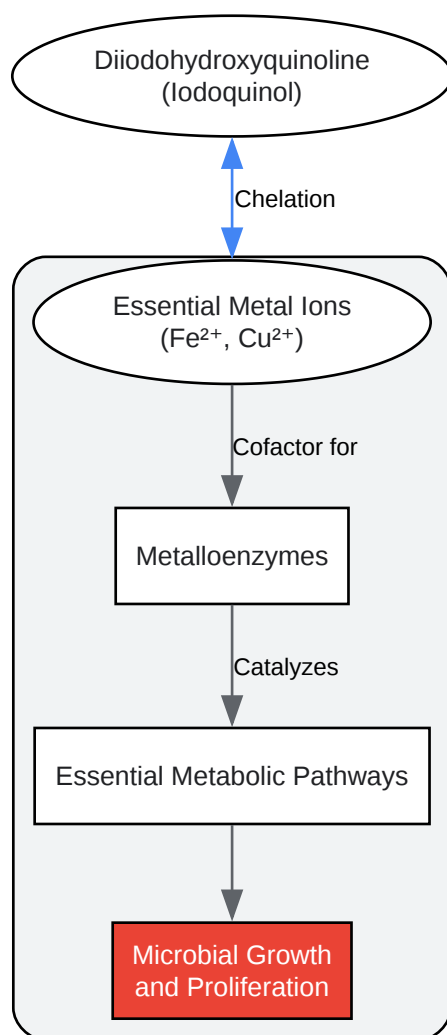 Diiodohydroxyquinoline
(Iodoquinol)
Chelation
Essential Metal Ions
(Fe²⁺, Cu²⁺)
Cofactor for
Metalloenzymes
Catalyzes
Essential Metabolic Pathways
Microbial Growth
and Proliferation